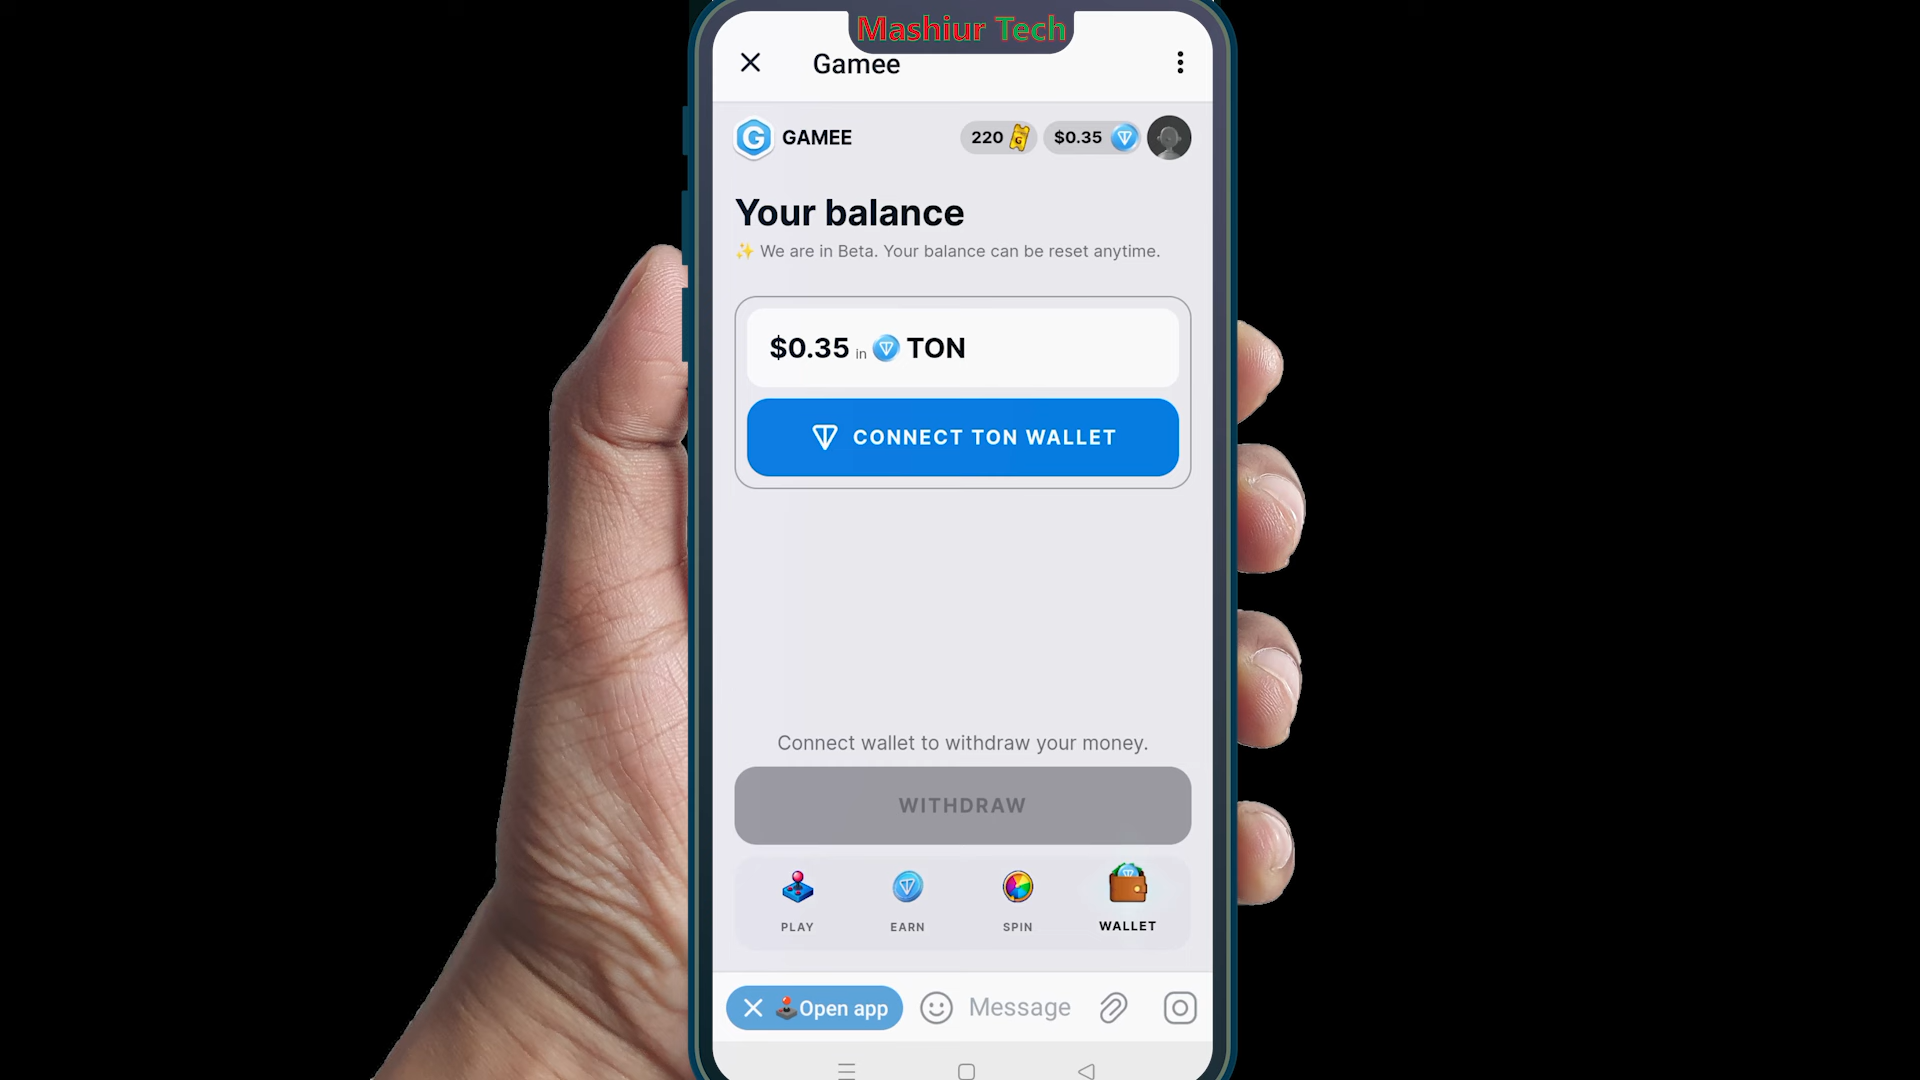 Mashiur Tech
Gamee
GAMEE
220
$0.35
Your balance
✨ We are in Beta. Your balance can be reset anytime.
$0.35 in TON
CONNECT TON WALLET
Connect wallet to withdraw your money.
WITHDRAW
PLAY
EARN
SPIN
WALLET
Open app
Message